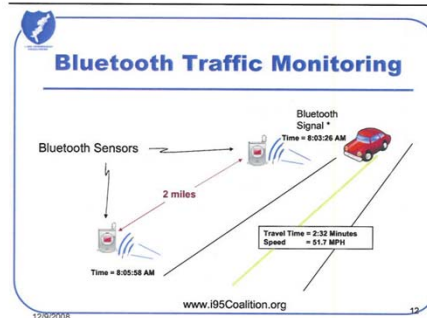 Bluetooth Traffic Monitoring
Bluetooth
Signal *
Time = 8:03:26 AM
Bluetooth Sensors
2 miles
Travel Time = 2:32 Minutes
Speed = 51.7 MPH
Time = 8:05:58 AM
www.i95Coalition.org
12/9/2008
12